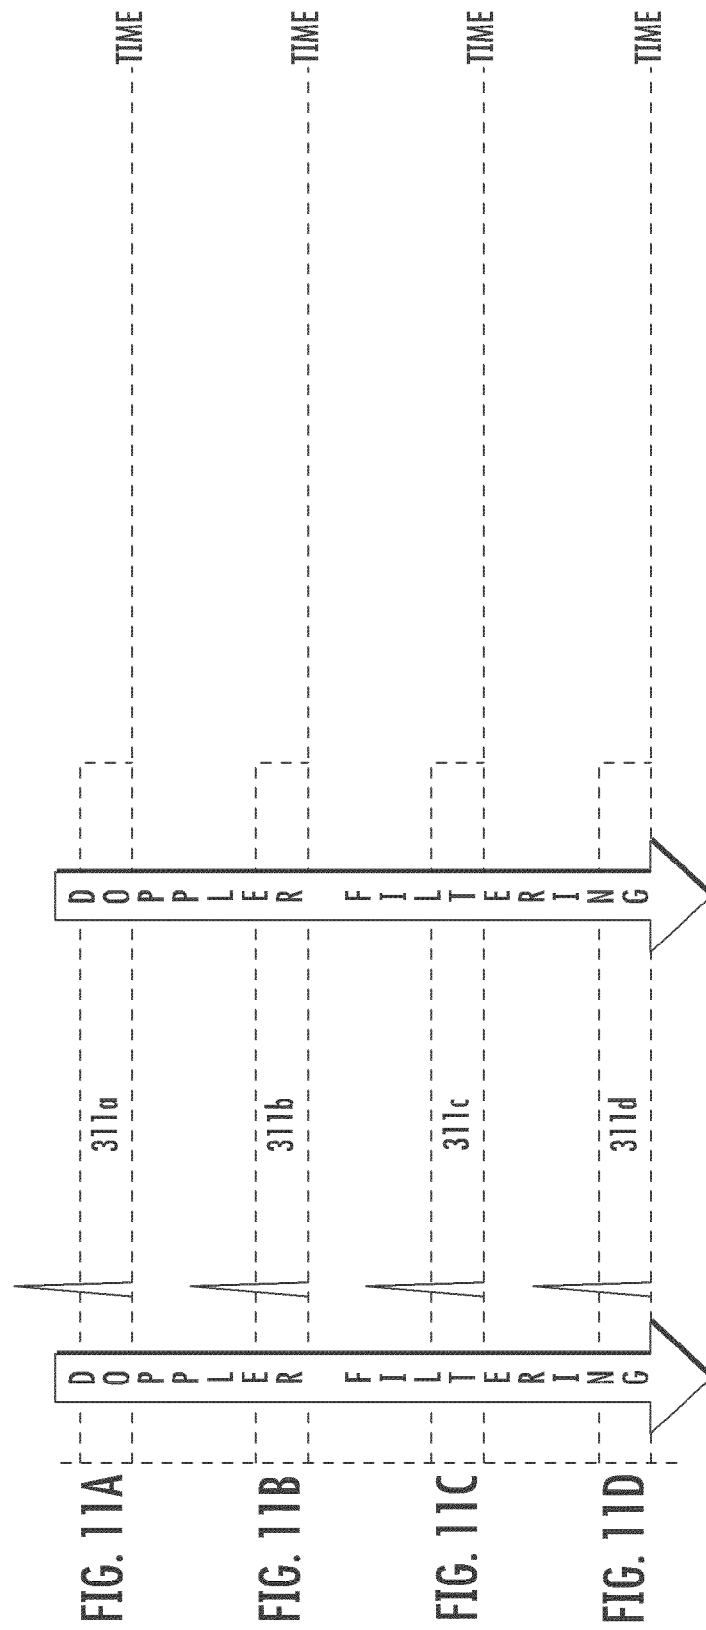 FIG. 11A
311a
TIME
FIG. 11B
311b
TIME
FIG. 11C
311c
TIME
FIG. 11D
311d
TIME
DOPPLER FILTERING
DOPPLER FILTERING